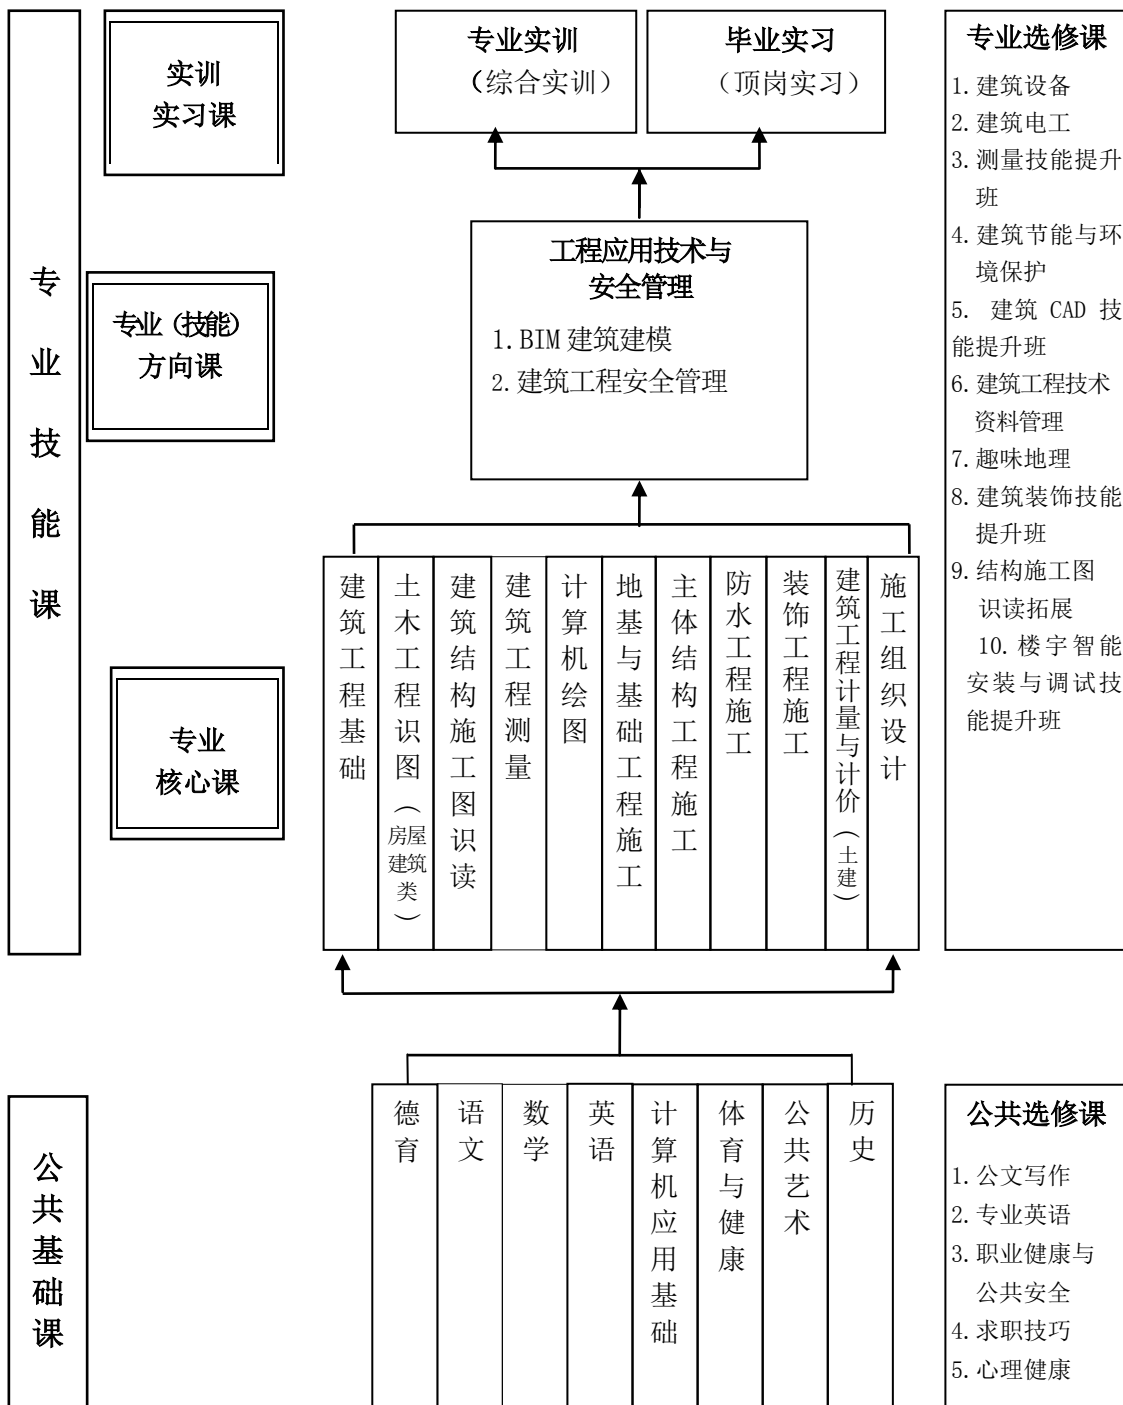 专业技能课
实训
实习课
专业实训
（综合实训）
毕业实习
（顶岗实习）
专业（技能）
方向课
工程应用技术与
安全管理
1.BIM 建筑建模
2.建筑工程安全管理
专业
核心课
建筑工程基础
土木工程识图（房屋建筑类）
建筑结构施工图识读
建筑工程测量
计算机绘图
地基与基础工程施工
主体结构工程施工
防水工程施工
装饰工程施工
建筑工程计量与计价（土建）
施工组织设计
专业选修课
1.建筑设备
2.建筑电工
3.测量技能提升
班
4.建筑节能与环
境保护
5. 建筑 CAD 技
能提升班
6.建筑工程技术
资料管理
7.趣味地理
8.建筑装饰技能
提升班
9.结构施工图
识读拓展
10.楼宇智能
安装与调试技
能提升班
公共基础课
德育
语文
数学
英语
计算机应用基础
体育与健康
公共艺术
历史
公共选修课
1.公文写作
2.专业英语
3.职业健康与
公共安全
4.求职技巧
5.心理健康